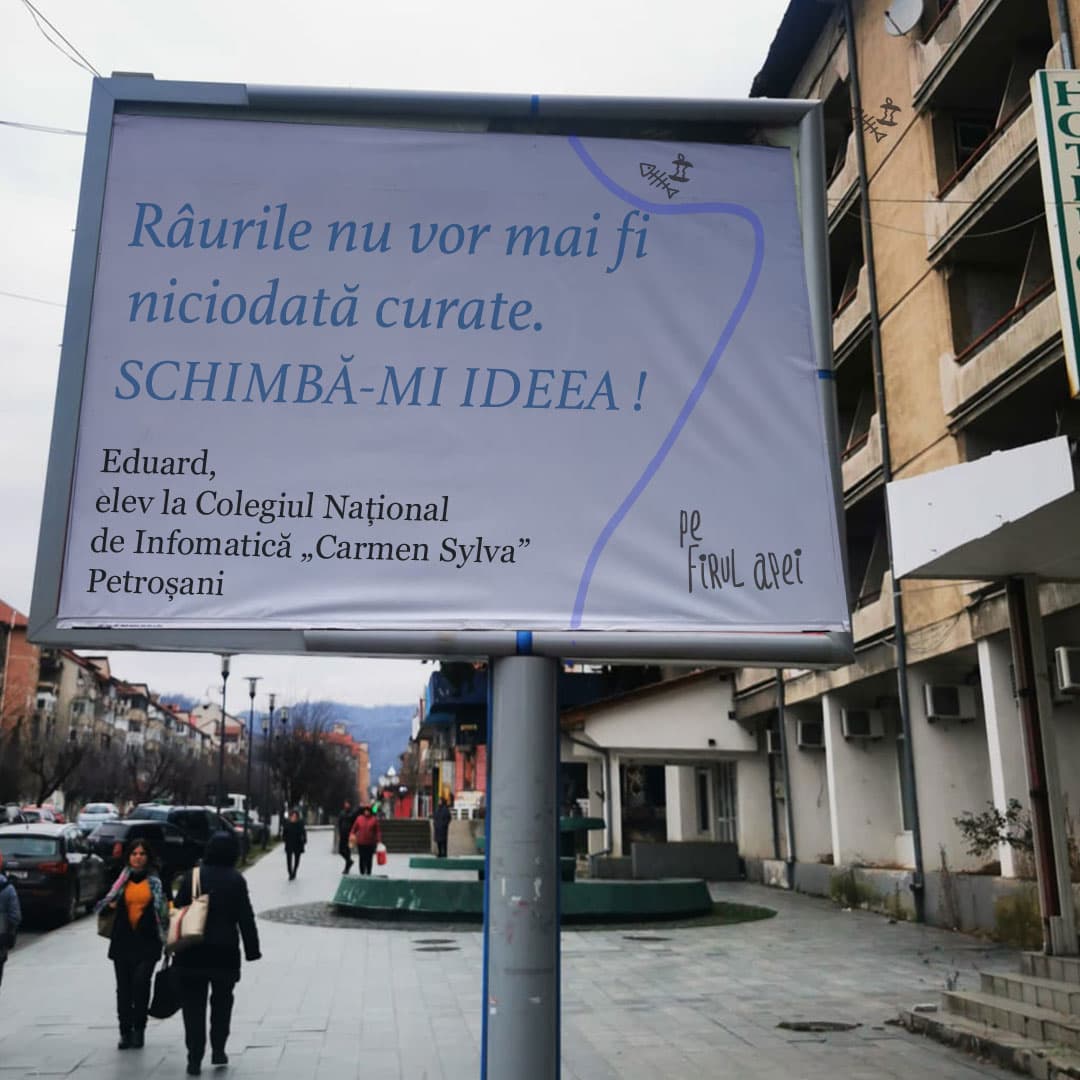 Râurile nu vor mai fi
niciodată curate.
SCHIMBĂ-MI IDEEA !
Eduard,
elev la Colegiul Național
de Infomatică „Carmen Sylva”
Petroșani
pe
FiRUL apei
HOTEL